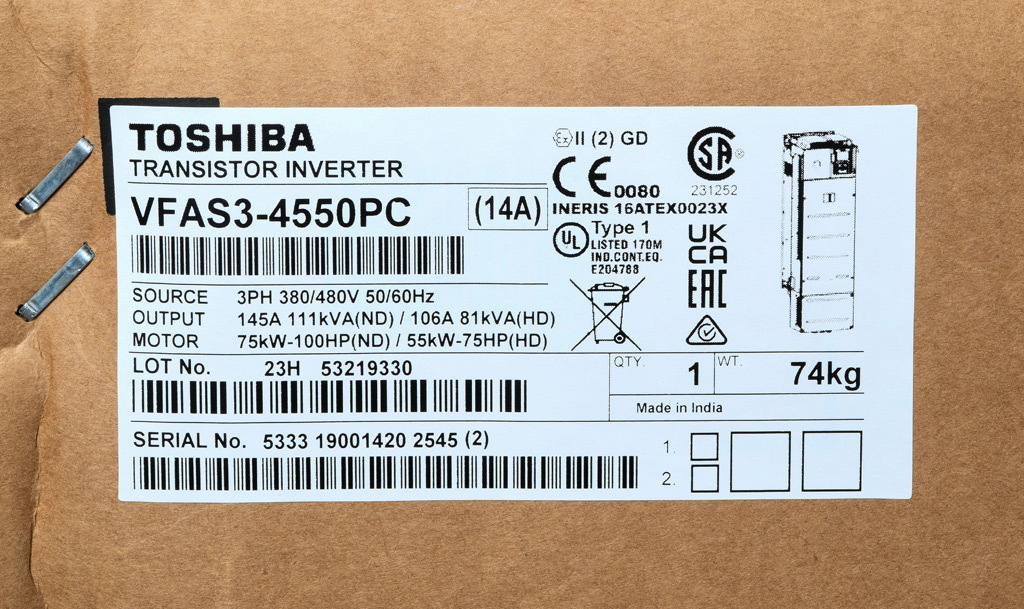 TOSHIBA
TRANSISTOR INVERTER
VFAS3-4550PC
(14A)
SOURCE 3PH 380/480V 50/60Hz
OUTPUT 145A 111kVA(ND) / 106A 81kVA(HD)
MOTOR 75kW-100HP(ND) / 55kW-75HP(HD)
Ex II (2) GD
CE 0080
INERIS 16ATEX0023X
UL Type 1
LISTED 170M
IND.CONT.EQ.
E204788
SA ®
231252
UK
CA
EAC
LOT No. 23H 53219330
QTY. 1 WT. 74kg
Made in India
SERIAL No. 5333 19001420 2545 (2)
1.
2.